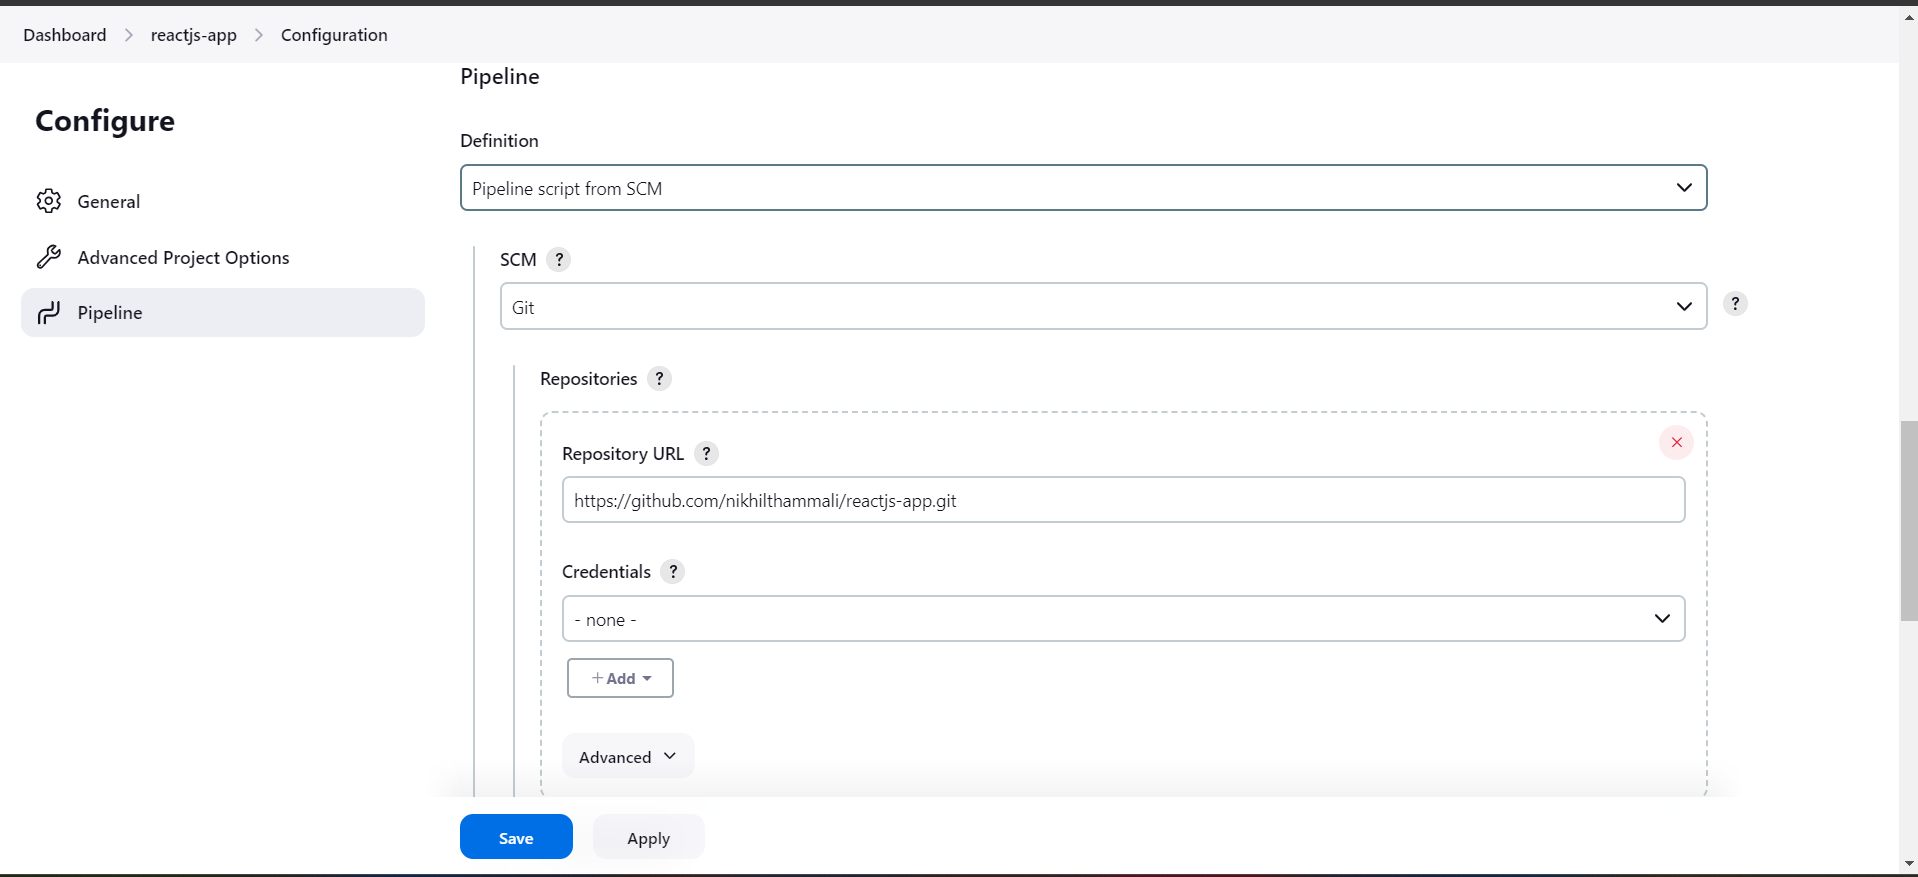 Dashboard > reactjs-app > Configuration
Configure
General
Advanced Project Options
Pipeline
Pipeline
Definition
Pipeline script from SCM
SCM ?
Git
?
Repositories ?
Repository URL ?
https://github.com/nikhilthammali/reactjs-app.git
Credentials ?
- none -
+ Add
Advanced
Save Apply